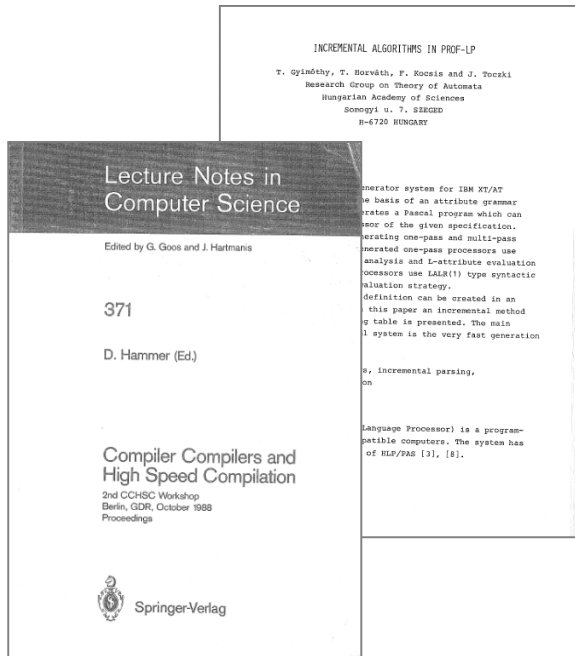 INCREMENTAL ALGORITHMS IN PROF-LP
T. Gyimóthy, T. Horváth, F. Kocsis and J. Toczki
Research Group on Theory of Automata
Hungarian Academy of Sciences
Somogyi u. 7. SZEGED
H-6720 HUNGARY
enerator system for IBM XT/AT
he basis of an attribute grammar
erates a Pascal program which can
ssor of the given specification.
nerating one-pass and multi-pass
nerated one-pass processors use
analysis and L-attribute evaluation
rocessors use LALR(1) type syntactic
valuation strategy.
definition can be created in an
this paper an incremental method
g table is presented. The main
l system is the very fast generation
s, incremental parsing,
on
Language Processor) is a program-
patible computers. The system has
of HLP/PAS [3], [8].
Lecture Notes in
Computer Science
Edited by G. Goos and J. Hartmanis
371
D. Hammer (Ed.)
Compiler Compilers and
High Speed Compilation
2nd CCHSC Workshop
Berlin, GDR, October 1988
Proceedings
Springer-Verlag